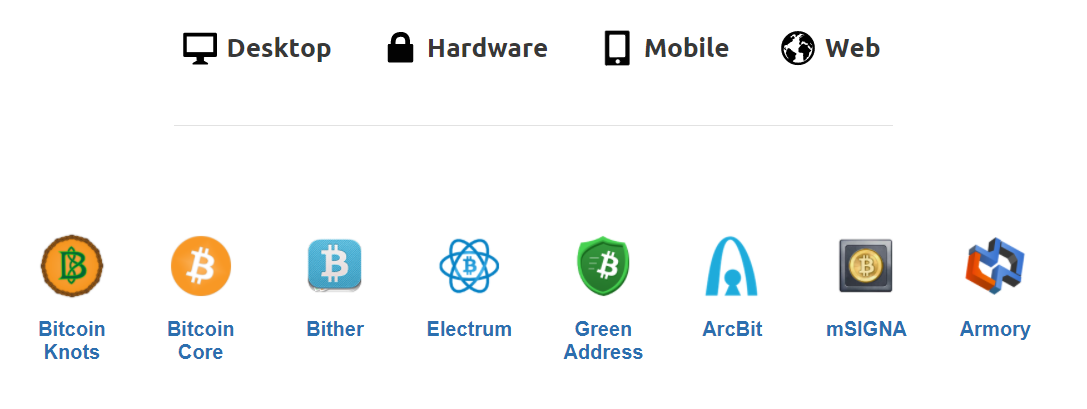 Desktop Hardware Mobile Web
Bitcoin Knots
Bitcoin Core
Bither
Electrum
Green Address
ArcBit
mSIGNA
Armory